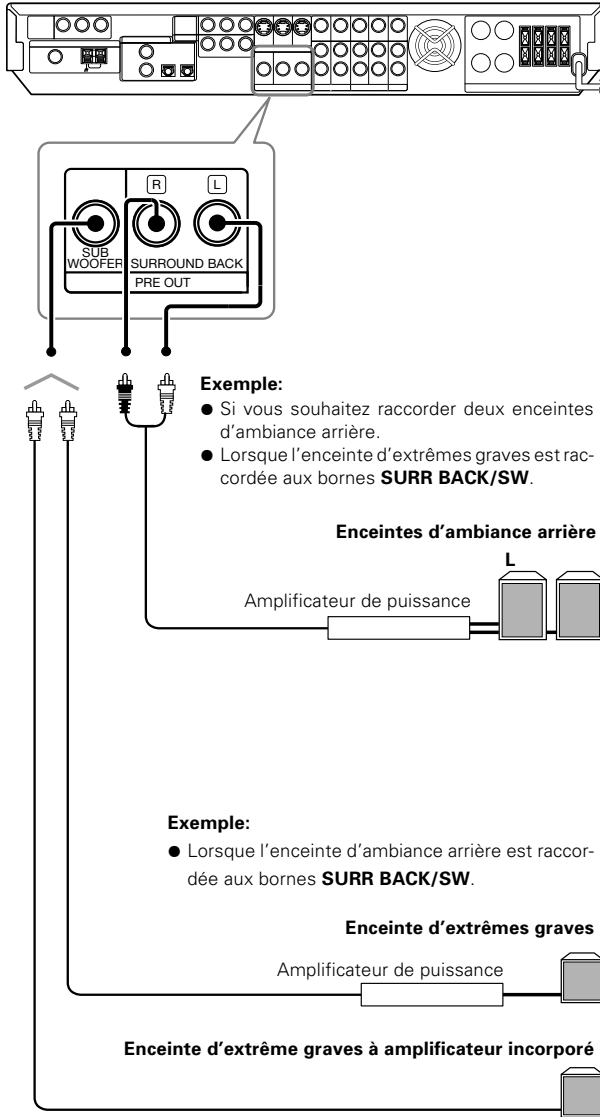 R L
SUB
WOOFER SURROUND BACK
PRE OUT
Exemple:
● Si vous souhaitez raccorder deux enceintes
d'ambiance arrière.
● Lorsque l'enceinte d'extrêmes graves est rac-
cordée aux bornes SURR BACK/SW.
Enceintes d'ambiance arrière
L
Amplificateur de puissance
Exemple:
● Lorsque l'enceinte d'ambiance arrière est raccor-
dée aux bornes SURR BACK/SW.
Enceinte d'extrêmes graves
Amplificateur de puissance
Enceinte d'extrême graves à amplificateur incorporé